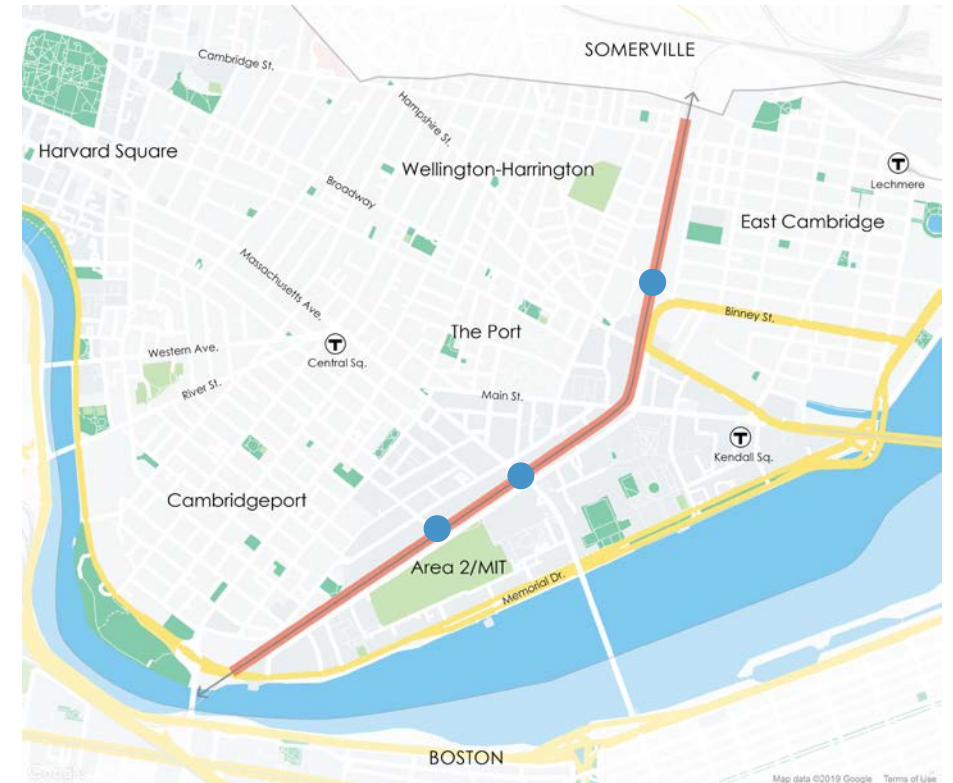 SOMERVILLE
Cambridge St.
Hampshire St.
Harvard Square
Wellington-Harrington
T
Lechmere
Broadway
East Cambridge
Massachusetts Ave.
Binney St.
The Port
T
Central Sq.
Western Ave.
River St.
Main St.
T
Kendall Sq.
Cambridgeport
Area 2/MIT
Memorial Dr.
BOSTON
Google
Map data ©2019 Google Terms of Use